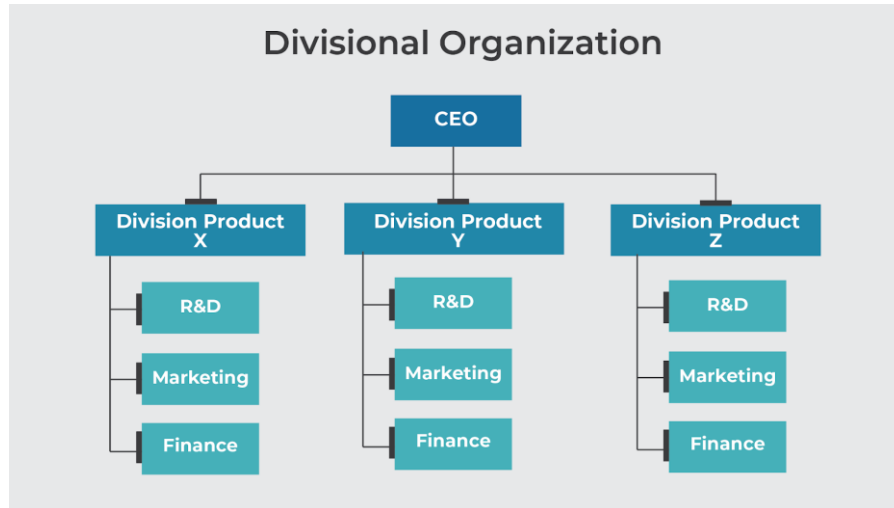 Divisional Organization
CEO
Division Product
X
R&D
Marketing
Finance
Division Product
Y
R&D
Marketing
Finance
Division Product
Z
R&D
Marketing
Finance